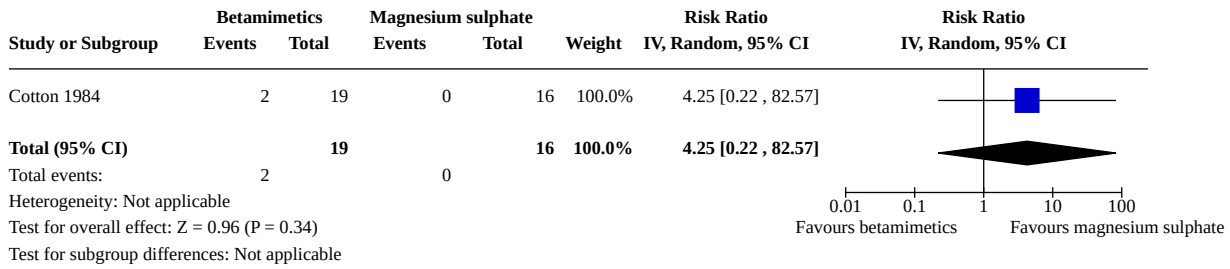 Betamimetics Magnesium sulphate Risk Ratio Risk Ratio
Study or Subgroup Events Total Events Total Weight IV, Random, 95% CI IV, Random, 95% CI
Cotton 1984 2 19 0 16 100.0% 4.25 [0.22 , 82.57]
Total (95% CI) 19 16 100.0% 4.25 [0.22 , 82.57]
Total events: 2 0
Heterogeneity: Not applicable
0.01 0.1 1 10 100
Test for overall effect: Z = 0.96 (P = 0.34) Favours betamimetics Favours magnesium sulphate
Test for subgroup differences: Not applicable